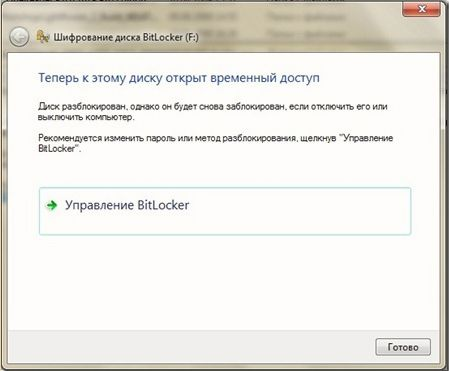 Шифрование диска BitLocker (F:)
Теперь к этому диску открыт временный доступ
Диск разблокирован, однако он будет снова заблокирован, если отключить его или
выключить компьютер.
Рекомендуется изменить пароль или метод разблокирования, щелкнув "Управление
BitLocker".
Управление BitLocker
Готово